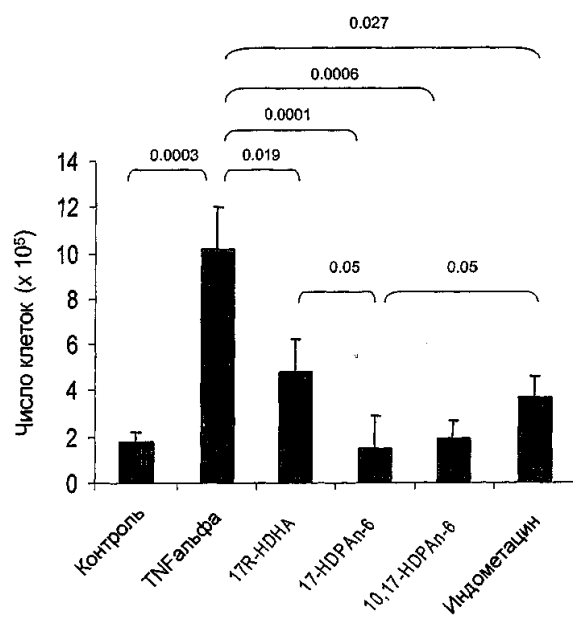 0.027
0.0006
0.0001
0.0003
0.019
0.05
0.05
Число клеток (x 10⁵)
14
12
10
8
6
4
2
0
Контроль
TNFальфа
17R-HDHA
17-HDPAn-6
10,17-HDPAn-6
Индометацин